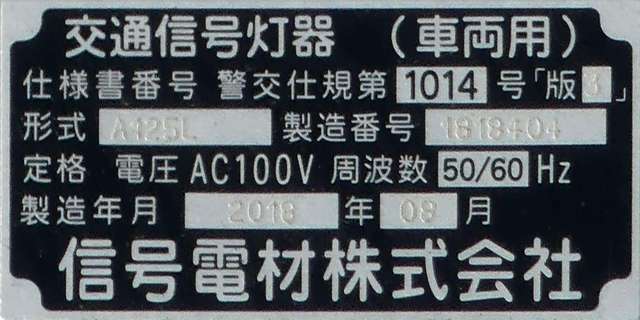 交通信号灯器 （車両用）
仕様書番号 警交仕規第 1014 号「版3」
形式 A125L 製造番号 1818404
定格 電圧 AC100V 周波数 50/60 Hz
製造年月 2018 年 08 月
信号電材株式会社